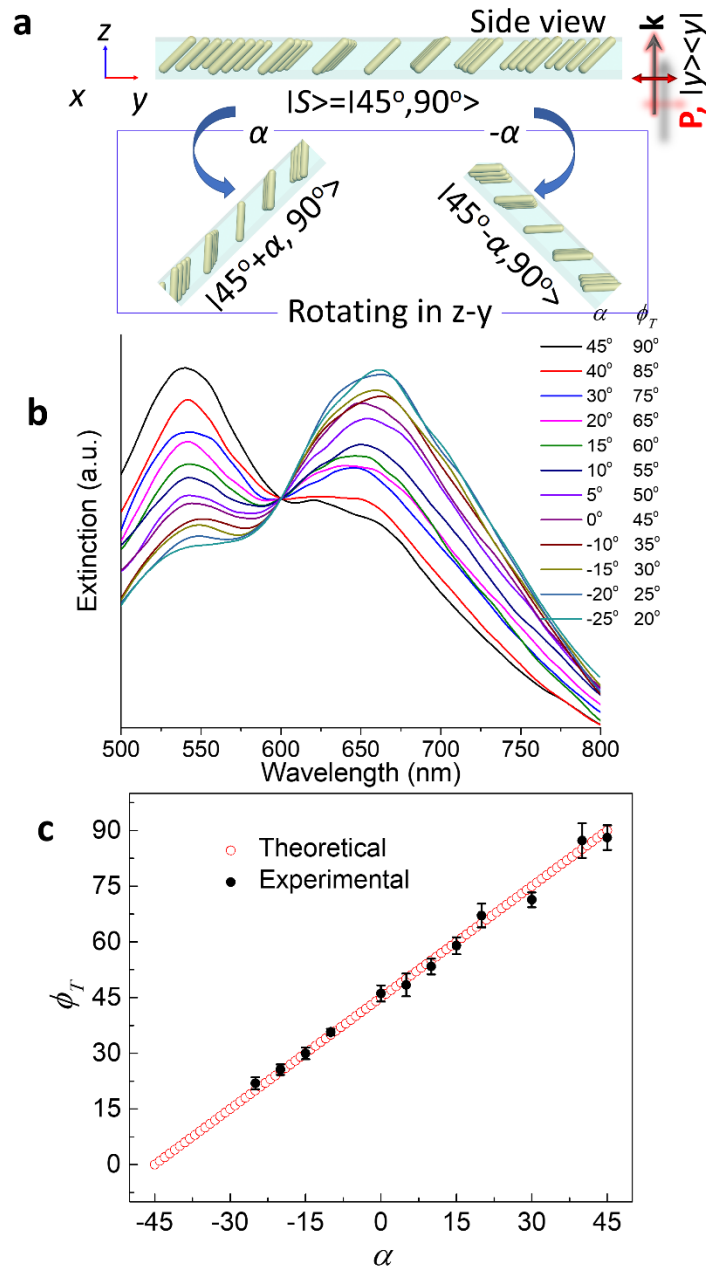 a
Side view
z
x y
|S>=|45°,90°>
k
P, |y><y|
α -α
|45°+α, 90°>
|45°-α,90°>
Rotating in z-y
b
α ϕT
45° 90°
40° 85°
30° 75°
20° 65°
15° 60°
10° 55°
5° 50°
0° 45°
-10° 35°
-15° 30°
-20° 25°
-25° 20°
Extinction (a.u.)
500 550 600 650 700 750 800
Wavelength (nm)
c
Theoretical
Experimental
90
75
60
45
30
15
0
ϕT
-45 -30 -15 0 15 30 45
α